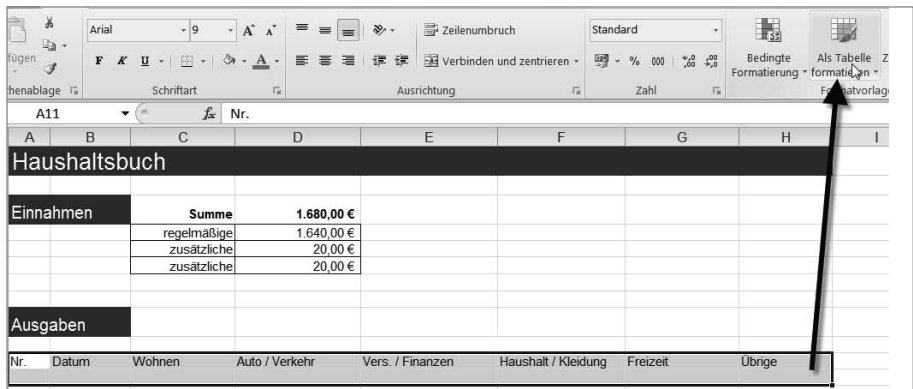 Arial 9 A A Zeilenumbruch Standard
fügen F K U A Verbinden und zentrieren % 000 Bedingte Formatierung Als Tabelle formatieren
henablage Schriftart Ausrichtung Zahl
A11 fx Nr.
A B C D E F G H I
Haushaltsbuch
Einnahmen Summe 1.680,00 €
regelmäßige 1.640,00 €
zusätzliche 20,00 €
zusätzliche 20,00 €
Ausgaben
Nr. Datum Wohnen Auto / Verkehr Vers. / Finanzen Haushalt / Kleidung Freizeit Übrige